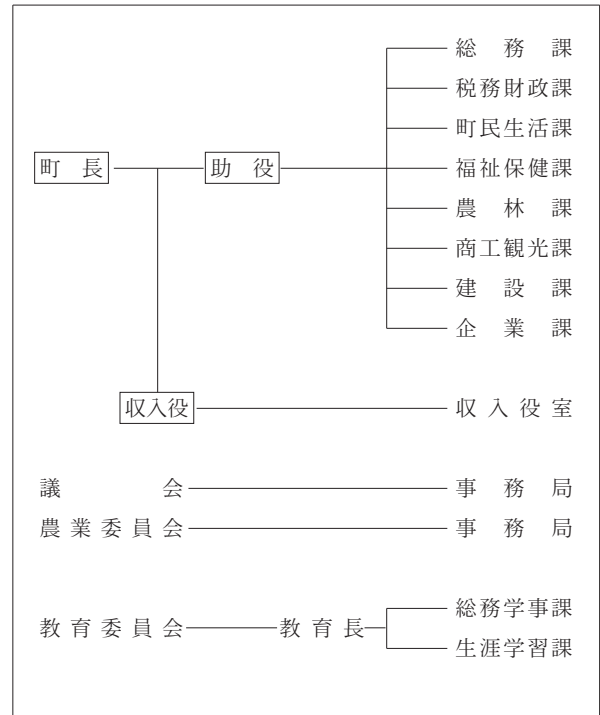 総務課
税務財政課
町民生活課
町長 助役 福祉保健課
農林課
商工観光課
建設課
企業課
収入役 収入役室
議会 事務局
農業委員会 事務局
総務学事課
教育委員会 教育長
生涯学習課